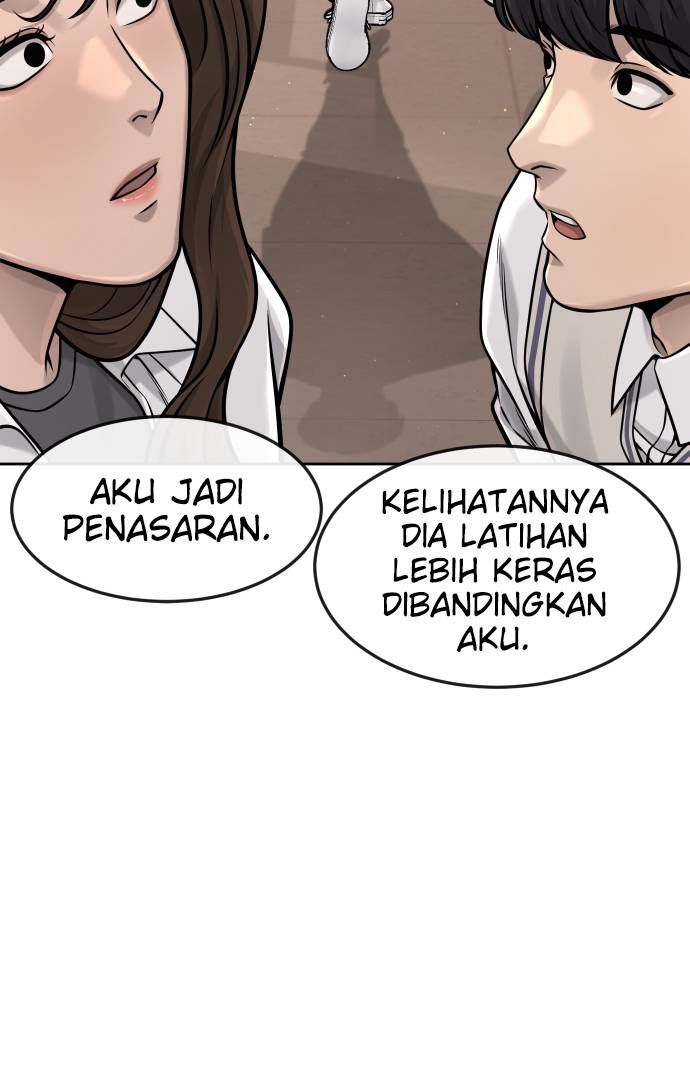 AKU JADI
PENASARAN.
KELIHATANNYA
DIA LATIHAN
LEBIH KERAS
DIBANDINGKAN
AKU.